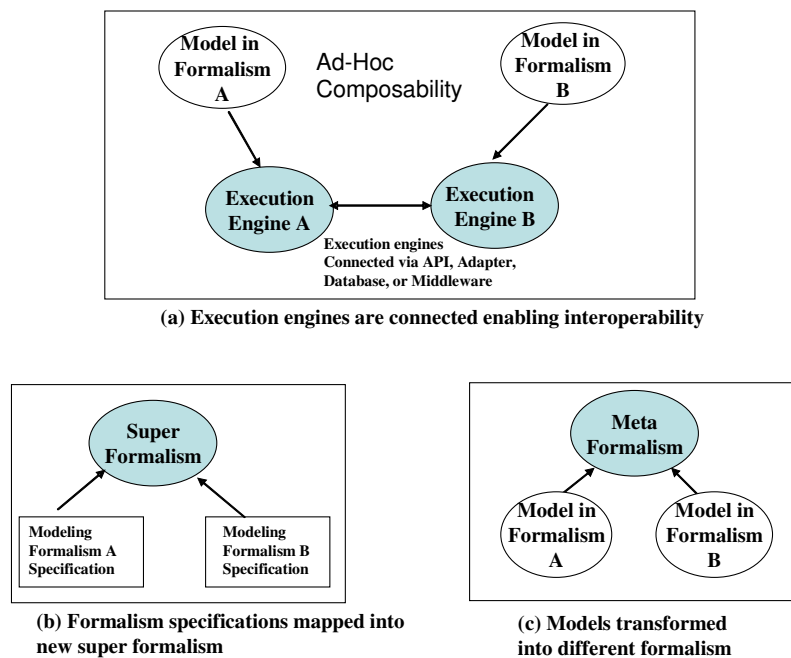 Model in
Formalism
A
Ad-Hoc
Composability
Model in
Formalism
B
Execution
Engine A
Execution
Engine B
Execution engines
Connected via API, Adapter,
Database, or Middleware
(a) Execution engines are connected enabling interoperability
Super
Formalism
Modeling
Formalism A
Specification
Modeling
Formalism B
Specification
(b) Formalism specifications mapped into
new super formalism
Meta
Formalism
Model in
Formalism
A
Model in
Formalism
B
(c) Models transformed
into different formalism